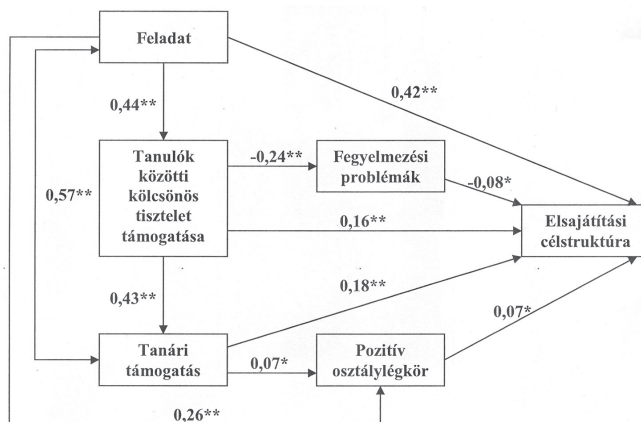 Feladat
0,42**
0,44**
Tanulók
közötti
kölcsönös
tisztelet
támogatása
-0,24**
Fegyelmezési
problémák
-0,08*
0,57**
0,16**
Elsajátítási
célstruktúra
0,43**
0,18**
0,07*
Tanári
támogatás
0,07*
Pozitív
osztálylégkör
0,26**